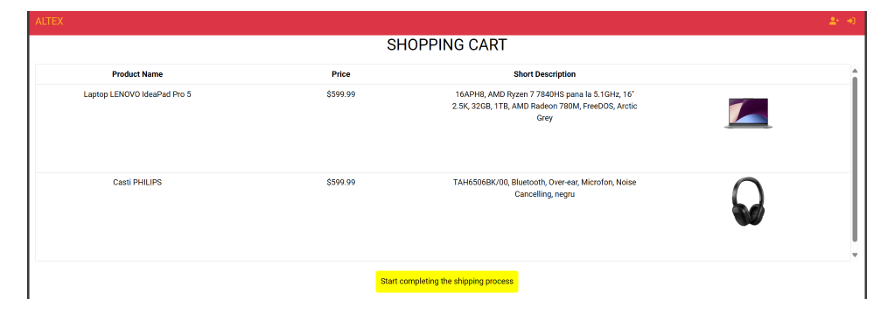 ALTEX
SHOPPING CART
Product Name Price Short Description
Laptop LENOVO IdeaPad Pro 5 $599.99 16APH8, AMD Ryzen 7 7840HS pana la 5.1GHz, 16"
2.5K, 32GB, 1TB, AMD Radeon 780M, FreeDOS, Arctic
Grey
Casti PHILIPS $599.99 TAH6506BK/00, Bluetooth, Over-ear, Microfon, Noise
Cancelling, negru
Start completing the shipping process